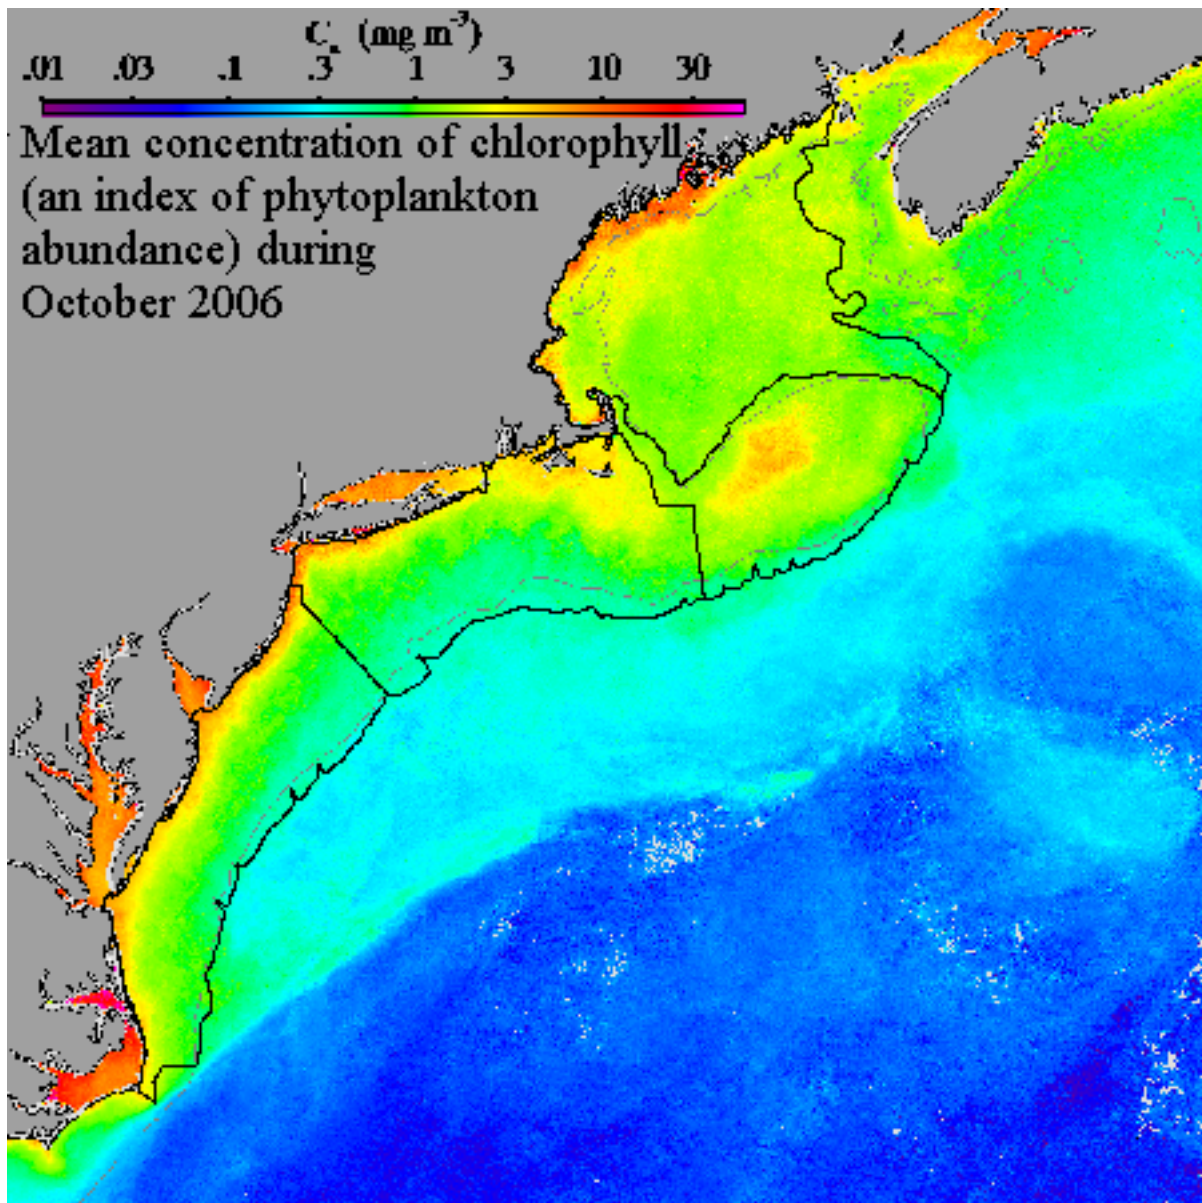 Cₐ (mg m⁻³)
.01 .03 .1 .3 1 3 10 30
Mean concentration of chlorophyll
(an index of phytoplankton
abundance) during
October 2006